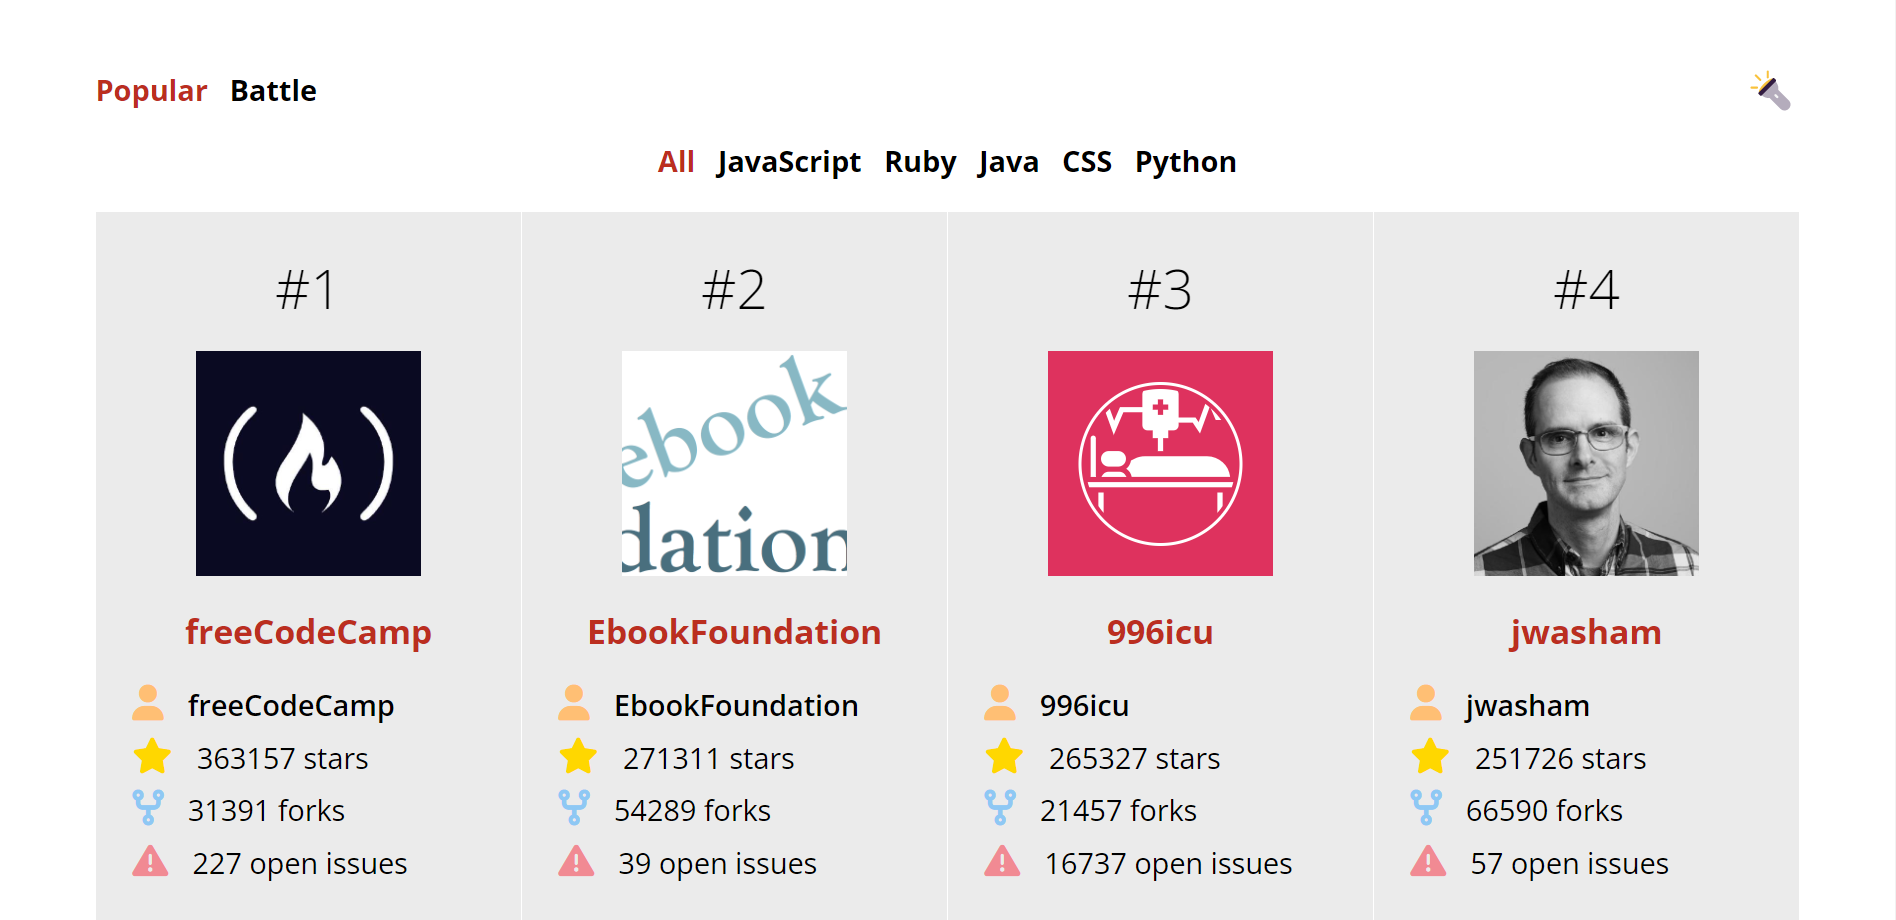 Popular Battle
All JavaScript Ruby Java CSS Python
#1
freeCodeCamp
freeCodeCamp
363157 stars
31391 forks
227 open issues
#2
ebook
dation
EbookFoundation
EbookFoundation
271311 stars
54289 forks
39 open issues
#3
996icu
996icu
265327 stars
21457 forks
16737 open issues
#4
jwasham
jwasham
251726 stars
66590 forks
57 open issues